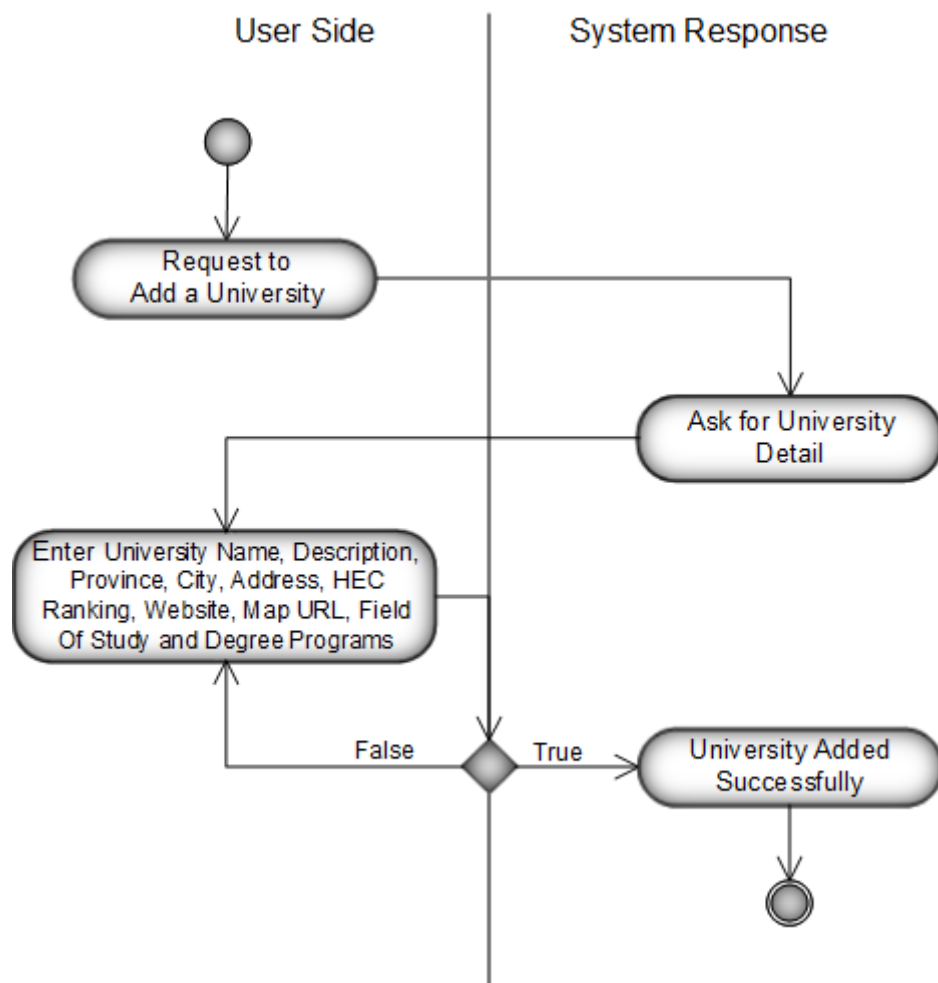 User Side
System Response
Request to
Add a University
Ask for University
Detail
Enter University Name, Description,
Province, City, Address, HEC
Ranking, Website, Map URL, Field
Of Study and Degree Programs
False
True
University Added
Successfully